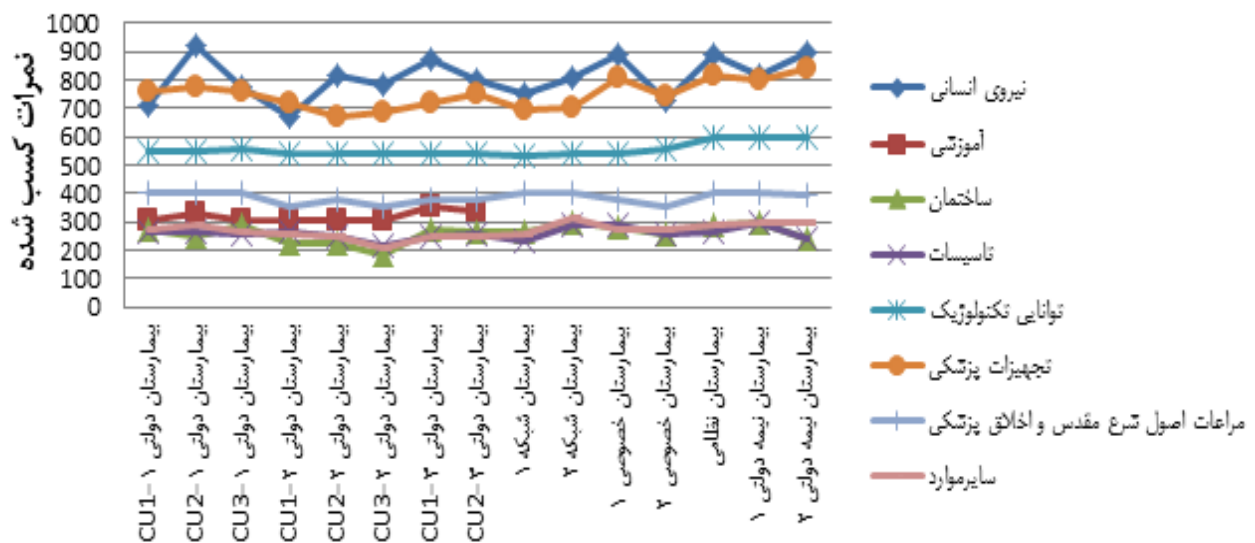 نمرات کسب شده
1000
900
800
700
600
500
400
300
200
100
0
بیمارستان دولتی ۱ -CU1
بیمارستان دولتی ۱ -CU2
بیمارستان دولتی ۱ -CU3
بیمارستان دولتی ۲ -CU1
بیمارستان دولتی ۲ -CU2
بیمارستان دولتی ۲ -CU3
بیمارستان دولتی ۳ -CU1
بیمارستان دولتی ۳ -CU2
بیمارستان شبکه ۱
بیمارستان شبکه ۲
بیمارستان خصوصی ۱
بیمارستان خصوصی ۲
بیمارستان نظامی
بیمارستان نیمه دولتی ۱
بیمارستان نیمه دولتی ۲
نیروی انسانی
آموزشی
ساختمان
تاسیسات
توانایی تکنولوژیک
تجهیزات پزشکی
مراعات اصول شرع مقدس و اخلاق پزشکی
سایرموارد